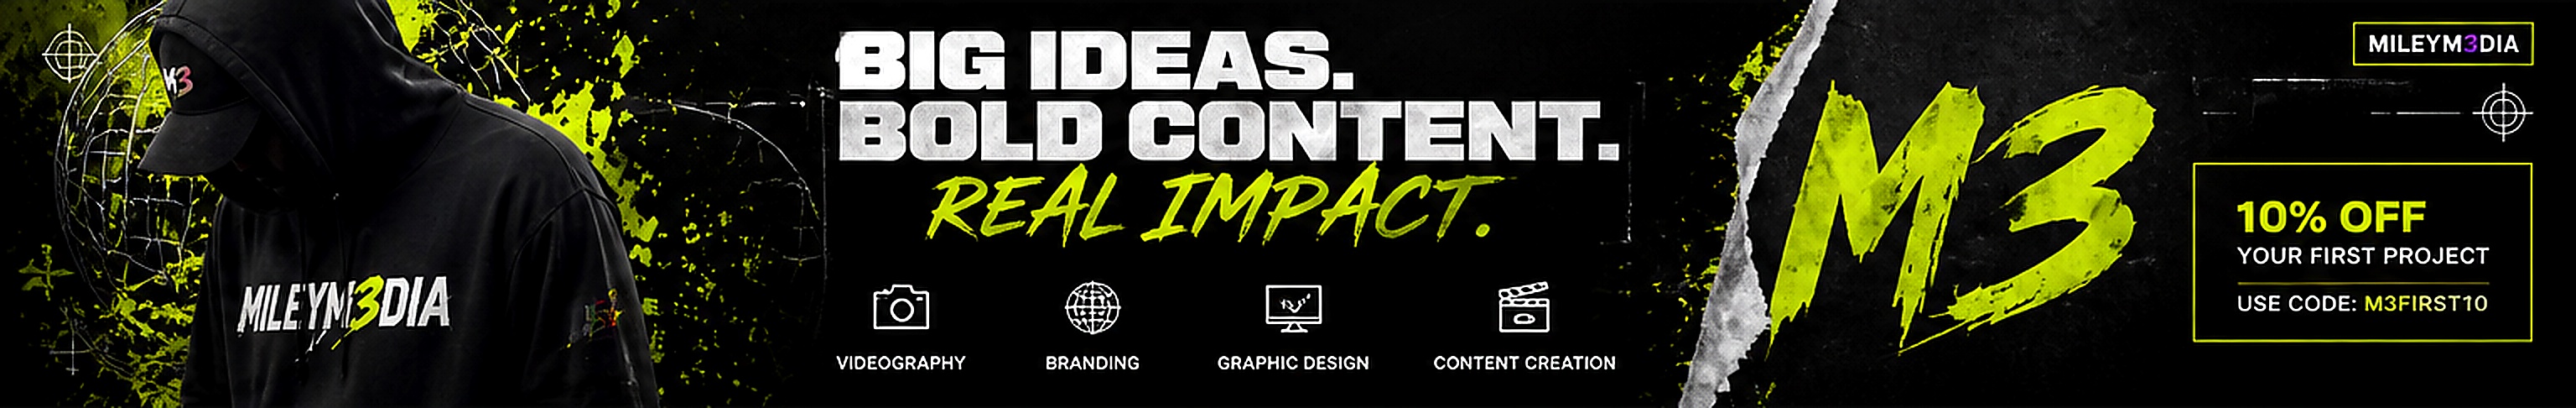 M3
MILEYM3DIA
BIG IDEAS.
BOLD CONTENT.
REAL IMPACT.
VIDEOGRAPHY
BRANDING
GRAPHIC DESIGN
CONTENT CREATION
M3
MILEYM3DIA
10% OFF
YOUR FIRST PROJECT
USE CODE: M3FIRST10